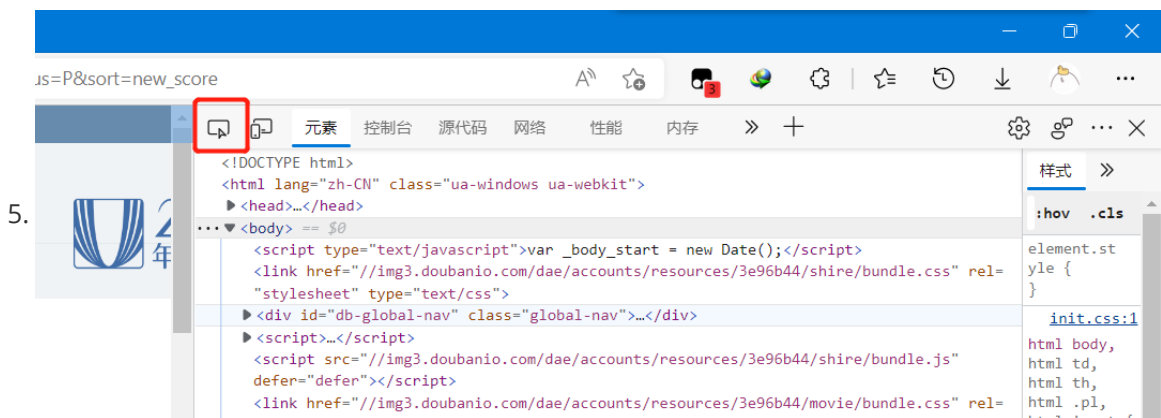 us=P&sort=new_score
3
元素 控制台 源代码 网络 性能 内存
<!DOCTYPE html>
<html lang="zh-CN" class="ua-windows ua-webkit">
<head>…</head>
5.
年
<body> == $0
<script type="text/javascript">var _body_start = new Date();</script>
<link href="//img3.doubanio.com/dae/accounts/resources/3e96b44/shire/bundle.css" rel=
"stylesheet" type="text/css">
<div id="db-global-nav" class="global-nav">…</div>
<script>…</script>
<script src="//img3.doubanio.com/dae/accounts/resources/3e96b44/shire/bundle.js"
defer="defer"></script>
<link href="//img3.doubanio.com/dae/accounts/resources/3e96b44/movie/bundle.css" rel=
样式
:hov .cls
element.st
yle {
}
init.css:1
html body,
html td,
html th,
html .pl,